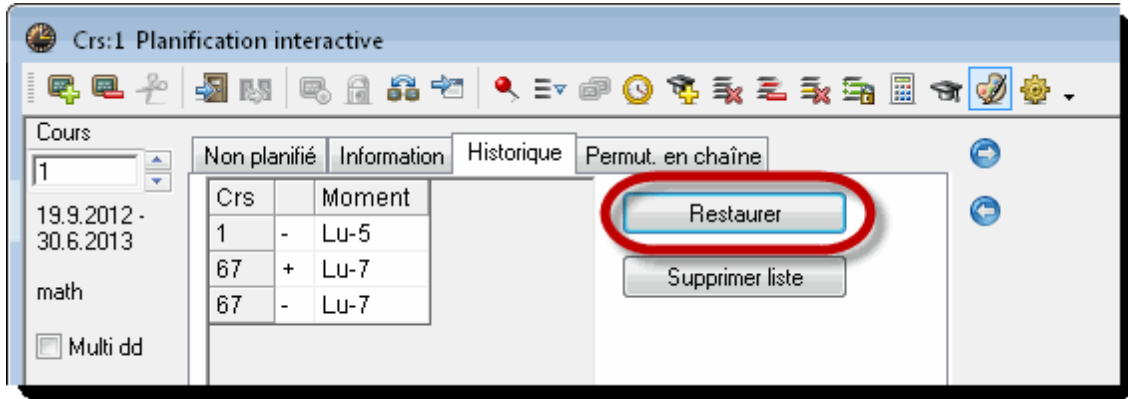 Crs:1 Planification interactive
Cours
1
19.9.2012 -
30.6.2013
math
Multi dd
Non planifié Information Historique Permut. en chaîne
Crs Moment
1 - Lu-5
67 + Lu-7
67 - Lu-7
Restaurer
Supprimer liste